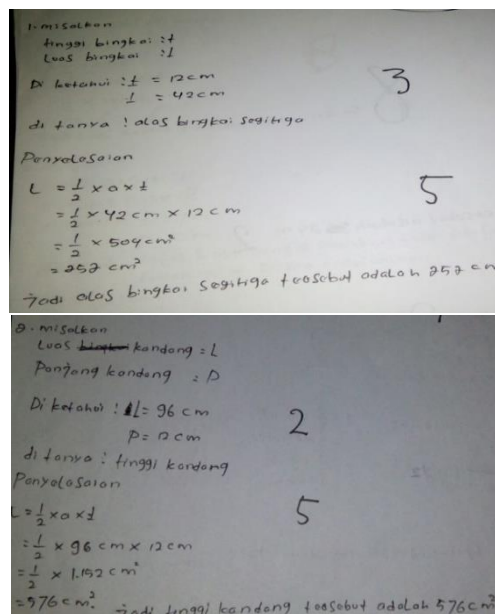 1. misalkan
tinggi bingkai : t
Luas bingkai : l
Di ketahui : t = 12 cm
l = 42 cm
3
di tanya : alas bingkai segitiga
Penyelesaian
L = 1/2 x a x t
5
= 1/2 x 42 cm x 12 cm
= 1/2 x 504 cm²
= 252 cm²
Jadi alas bingkai segitiga tersebut adalah 252 cm
2. misalkan
Luas kandang = L
Panjang kandang = P
Di ketahui : L = 96 cm
P = 12 cm
2
di tanya : tinggi kandang
Penyelesaian
L = 1/2 x a x t
5
= 1/2 x 96 cm x 12 cm
= 1/2 x 1.152 cm²
= 576 cm². Jadi tinggi kandang tersebut adalah 576 cm²